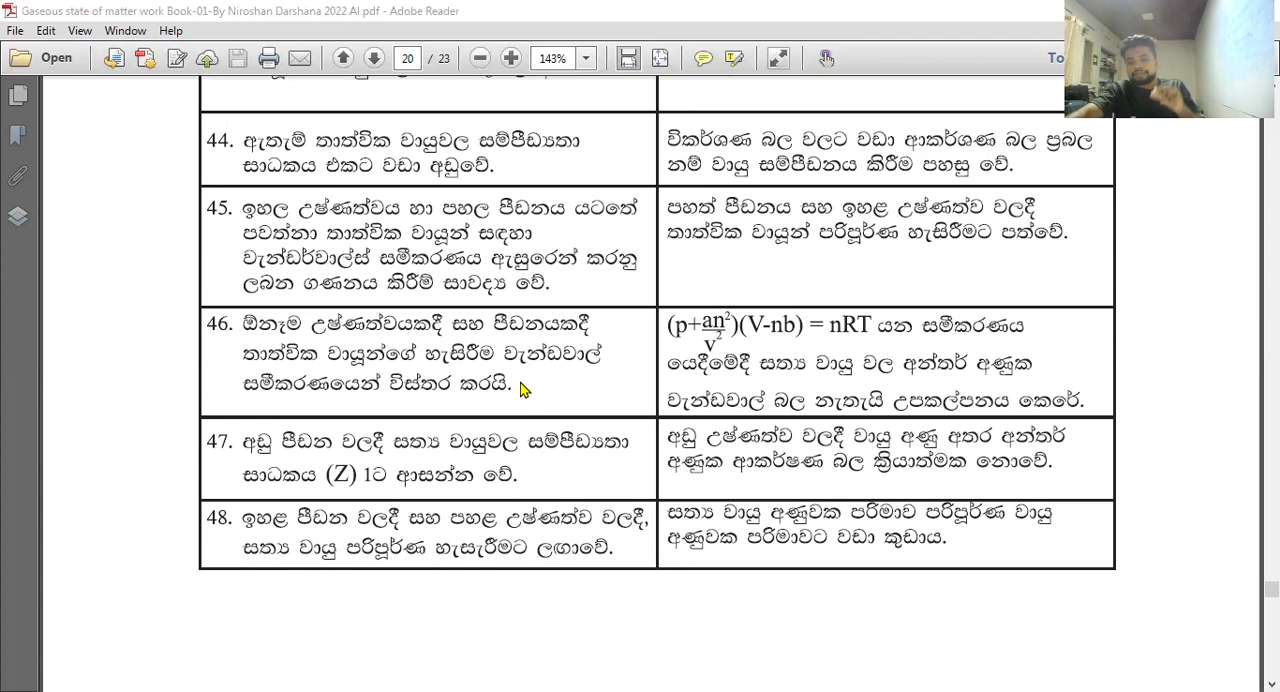 Gaseous state of matter work Book-01-By Niroshan Darshana 2022 Al.pdf - Adobe Reader
File Edit View Window Help
Open 20 / 23 143% To
44. ඇතැම් තාත්වික වායුවල සම්පීඩ්‍යතා
සාධකය එකට වඩා අඩුවේ.
විකර්ශණ බල වලට වඩා ආකර්ශණ බල ප්‍රබල
නම් වායු සම්පීඩනය කිරීම පහසු වේ.
45. ඉහල උෂ්ණත්වය හා පහල පීඩනය යටතේ
පවත්නා තාත්වික වායූන් සඳහා
වැන්ඩර්වාල්ස් සමීකරණය ඇසුරෙන් කරනු
ලබන ගණනය කිරීම් සාවද්‍ය වේ.
පහත් පීඩනය සහ ඉහළ උෂ්ණත්ව වලදී
තාත්වික වායූන් පරිපූර්ණ හැසිරීමට පත්වේ.
46. ඕනෑම උෂ්ණත්වයකදී සහ පීඩනයකදී
තාත්වික වායූන්ගේ හැසිරීම වැන්ඩවාල්
සමීකරණයෙන් විස්තර කරයි.
(p+an²/v²)(V-nb) = nRT යන සමීකරණය
යෙදීමේදී සත්‍ය වායු වල අන්තර් අණුක
වැන්ඩවාල් බල නැතැයි උපකල්පනය කෙරේ.
47. අඩු පීඩන වලදී සත්‍ය වායුවල සම්පීඩ්‍යතා
සාධකය (Z) 1ට ආසන්න වේ.
අඩු උෂ්ණත්ව වලදී වායු අණු අතර අන්තර්
අණුක ආකර්ෂණ බල ක්‍රියාත්මක නොවේ.
48. ඉහළ පීඩන වලදී සහ පහළ උෂ්ණත්ව වලදී,
සත්‍ය වායු පරිපූර්ණ හැසැරීමට ලඟාවේ.
සත්‍ය වායු අණුවක පරිමාව පරිපූර්ණ වායු
අණුවක පරිමාවට වඩා කුඩාය.